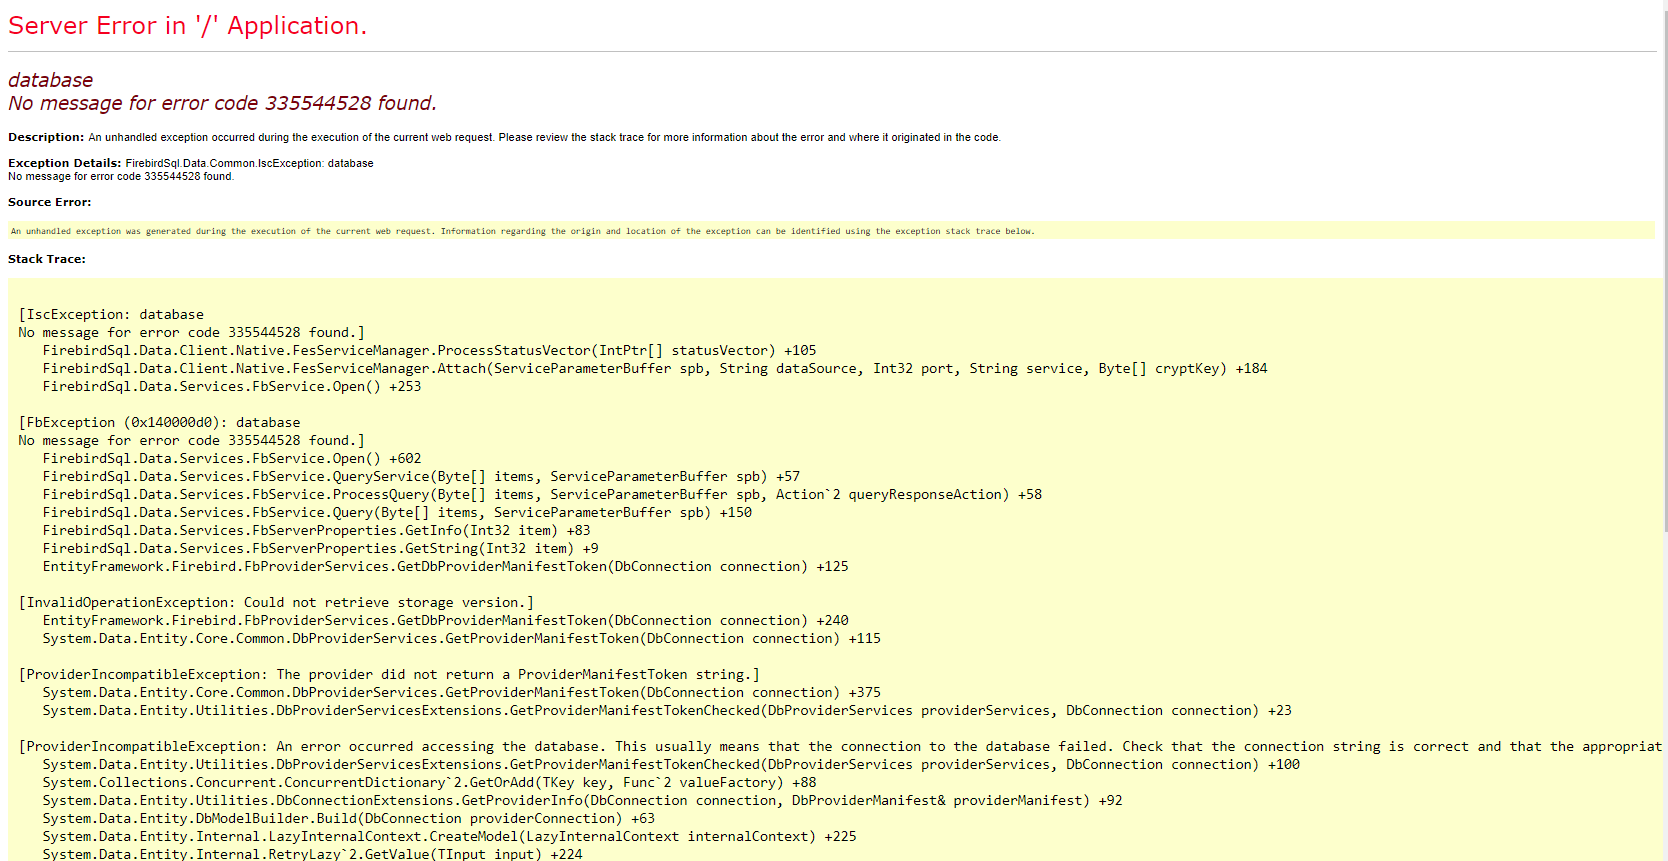 Server Error in '/' Application.
database
No message for error code 335544528 found.
Description: An unhandled exception occurred during the execution of the current web request. Please review the stack trace for more information about the error and where it originated in the code.
Exception Details: FirebirdSql.Data.Common.IscException: database
No message for error code 335544528 found.
Source Error:
An unhandled exception was generated during the execution of the current web request. Information regarding the origin and location of the exception can be identified using the exception stack trace below.
Stack Trace:
[IscException: database
No message for error code 335544528 found.]
FirebirdSql.Data.Client.Native.FesServiceManager.ProcessStatusVector(IntPtr[] statusVector) +105
FirebirdSql.Data.Client.Native.FesServiceManager.Attach(ServiceParameterBuffer spb, String dataSource, Int32 port, String service, Byte[] cryptKey) +184
FirebirdSql.Data.Services.FbService.Open() +253
[FbException (0x140000d0): database
No message for error code 335544528 found.]
FirebirdSql.Data.Services.FbService.Open() +602
FirebirdSql.Data.Services.FbService.QueryService(Byte[] items, ServiceParameterBuffer spb) +57
FirebirdSql.Data.Services.FbService.ProcessQuery(Byte[] items, ServiceParameterBuffer spb, Action`2 queryResponseAction) +58
FirebirdSql.Data.Services.FbService.Query(Byte[] items, ServiceParameterBuffer spb) +150
FirebirdSql.Data.Services.FbServerProperties.GetInfo(Int32 item) +83
FirebirdSql.Data.Services.FbServerProperties.GetString(Int32 item) +9
EntityFramework.Firebird.FbProviderServices.GetDbProviderManifestToken(DbConnection connection) +125
[InvalidOperationException: Could not retrieve storage version.]
EntityFramework.Firebird.FbProviderServices.GetDbProviderManifestToken(DbConnection connection) +240
System.Data.Entity.Core.Common.DbProviderServices.GetProviderManifestToken(DbConnection connection) +115
[ProviderIncompatibleException: The provider did not return a ProviderManifestToken string.]
System.Data.Entity.Core.Common.DbProviderServices.GetProviderManifestToken(DbConnection connection) +375
System.Data.Entity.Utilities.DbProviderServicesExtensions.GetProviderManifestTokenChecked(DbProviderServices providerServices, DbConnection connection) +23
[ProviderIncompatibleException: An error occurred accessing the database. This usually means that the connection to the database failed. Check that the connection string is correct and that the appropriat
System.Data.Entity.Utilities.DbProviderServicesExtensions.GetProviderManifestTokenChecked(DbProviderServices providerServices, DbConnection connection) +100
System.Collections.Concurrent.ConcurrentDictionary`2.GetOrAdd(TKey key, Func`2 valueFactory) +88
System.Data.Entity.Utilities.DbConnectionExtensions.GetProviderInfo(DbConnection connection, DbProviderManifest& providerManifest) +92
System.Data.Entity.DbModelBuilder.Build(DbConnection providerConnection) +63
System.Data.Entity.Internal.LazyInternalContext.CreateModel(LazyInternalContext internalContext) +225
System.Data.Entity.Internal.RetryLazy`2.GetValue(TInput input) +224